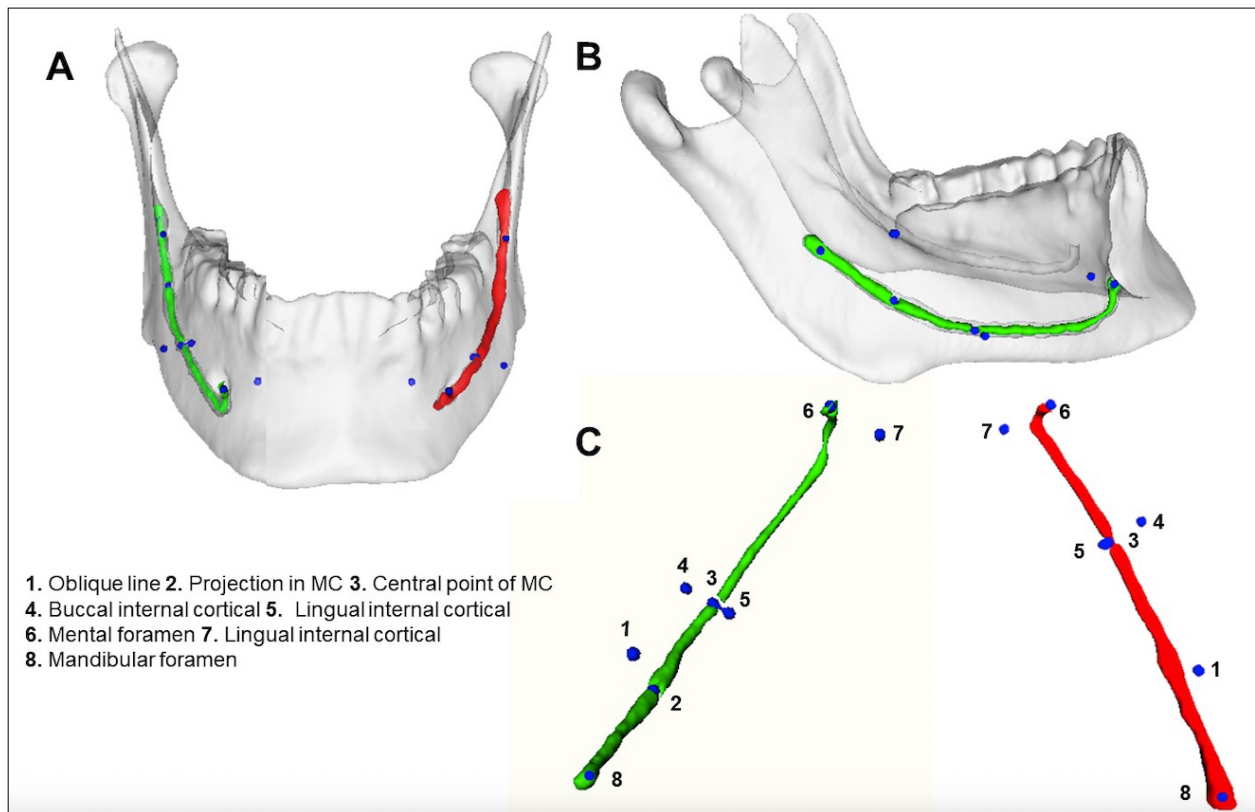 A
B
C
6
7
4
3
5
1
2
8
6
7
4
5
3
1
8
1. Oblique line 2. Projection in MC 3. Central point of MC
4. Buccal internal cortical 5. Lingual internal cortical
6. Mental foramen 7. Lingual internal cortical
8. Mandibular foramen